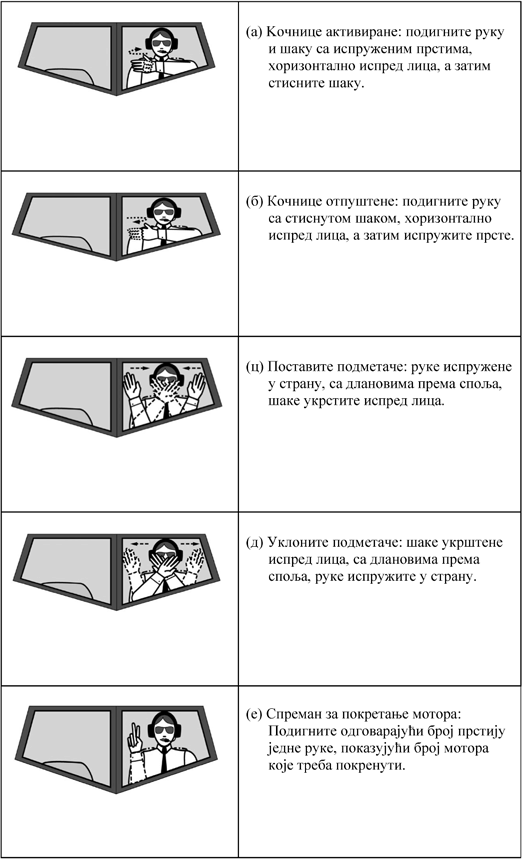 (а) Кочнице активиране: подигните руку
и шаку са испруженим прстима,
хоризонтално испред лица, а затим
стисните шаку.
(б) Кочнице отпуштене: подигните руку
са стиснутом шаком, хоризонтално
испред лица, а затим испружите прсте.
(ц) Поставите подметаче: руке испружене
у страну, са длановима према споља,
шаке укрстите испред лица.
(д) Уклоните подметаче: шаке укрштене
испред лица, са длановима према
споља, руке испружите у страну.
(е) Спреман за покретање мотора:
Подигните одговарајући број прстију
једне руке, показујући број мотора
које треба покренути.